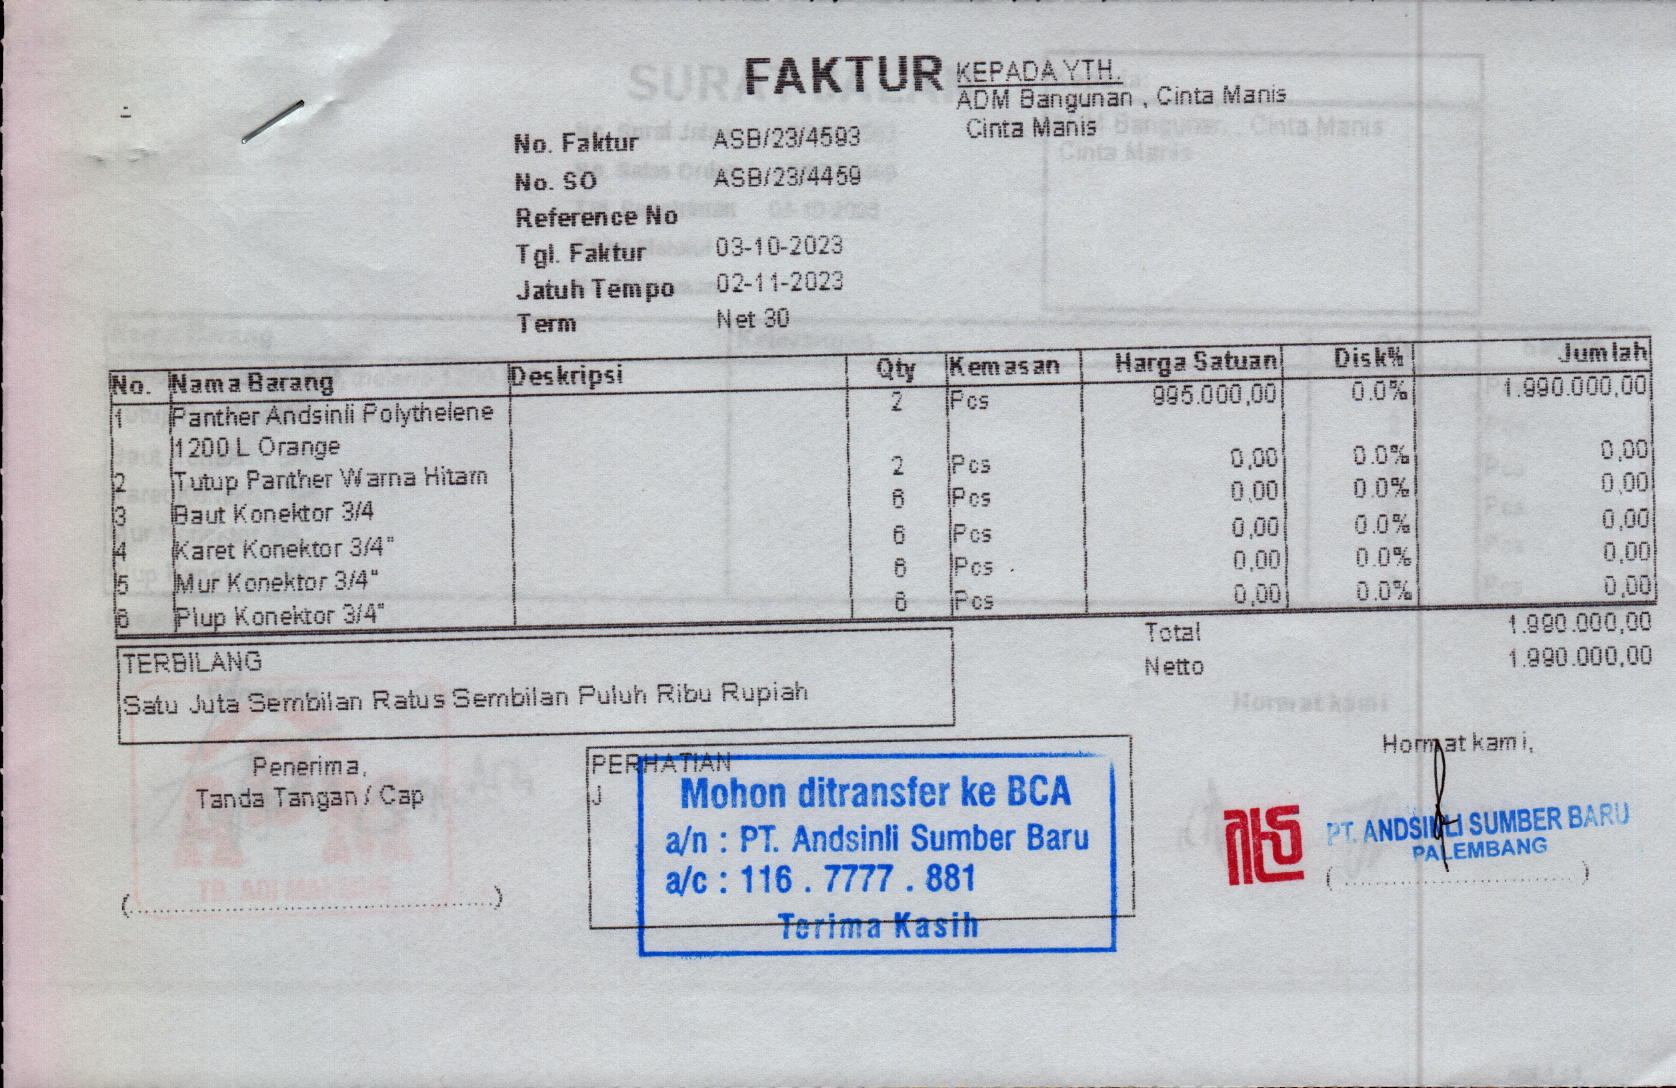 FAKTUR
KEPADA YTH.
ADM Bangunan , Cinta Manis
Cinta Manis
No. Faktur ASB/23/4593
No. SO ASB/23/4459
Reference No
Tgl. Faktur 03-10-2023
Jatuh Tempo 02-11-2023
Term Net 30
No. Nama Barang Deskripsi Qty Kemasan Harga Satuan Disk% Jumlah
1 Panther Andsinli Polythelene 2 Pcs 995.000,00 0.0% 1.990.000,00
1200 L Orange
2 Tutup Panther Warna Hitam 2 Pcs 0,00 0.0% 0,00
3 Baut Konektor 3/4 6 Pcs 0,00 0.0% 0,00
4 Karet Konektor 3/4" 6 Pcs 0,00 0.0% 0,00
5 Mur Konektor 3/4" 6 Pcs 0,00 0.0% 0,00
6 Plup Konektor 3/4" 6 Pcs 0,00 0.0% 0,00
Total 1.990.000,00
Netto 1.990.000,00
TERBILANG
Satu Juta Sembilan Ratus Sembilan Puluh Ribu Rupiah
Penerima,
Tanda Tangan / Cap
PERHATIAN
J
Mohon ditransfer ke BCA
a/n : PT. Andsinli Sumber Baru
a/c : 116 . 7777 . 881
Terima Kasih
Hormat kami,
PT. ANDSINLI SUMBER BARU
PALEMBANG